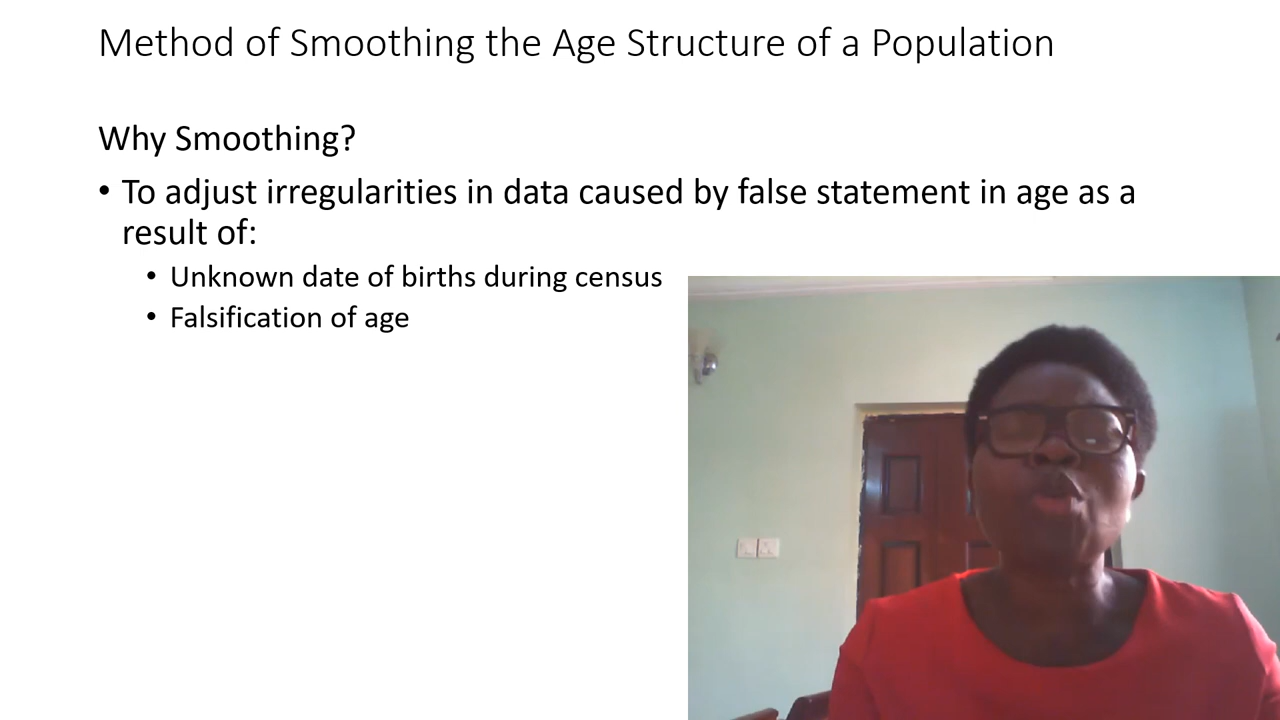 Method of Smoothing the Age Structure of a Population
Why Smoothing?
• To adjust irregularities in data caused by false statement in age as a
result of:
• Unknown date of births during census
• Falsification of age